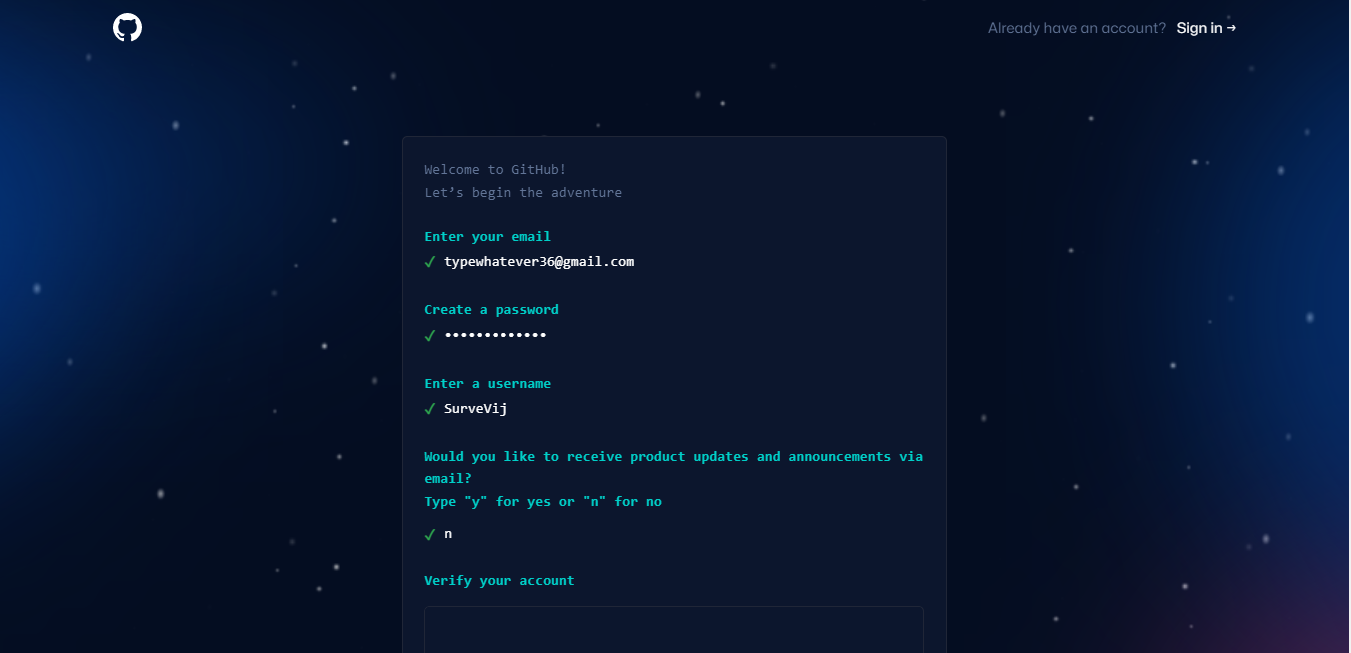 Already have an account? Sign in →
Welcome to GitHub!
Let’s begin the adventure
Enter your email
✓ typewhatever36@gmail.com
Create a password
✓ •••••••••••••
Enter a username
✓ SurveVij
Would you like to receive product updates and announcements via
email?
Type "y" for yes or "n" for no
✓ n
Verify your account